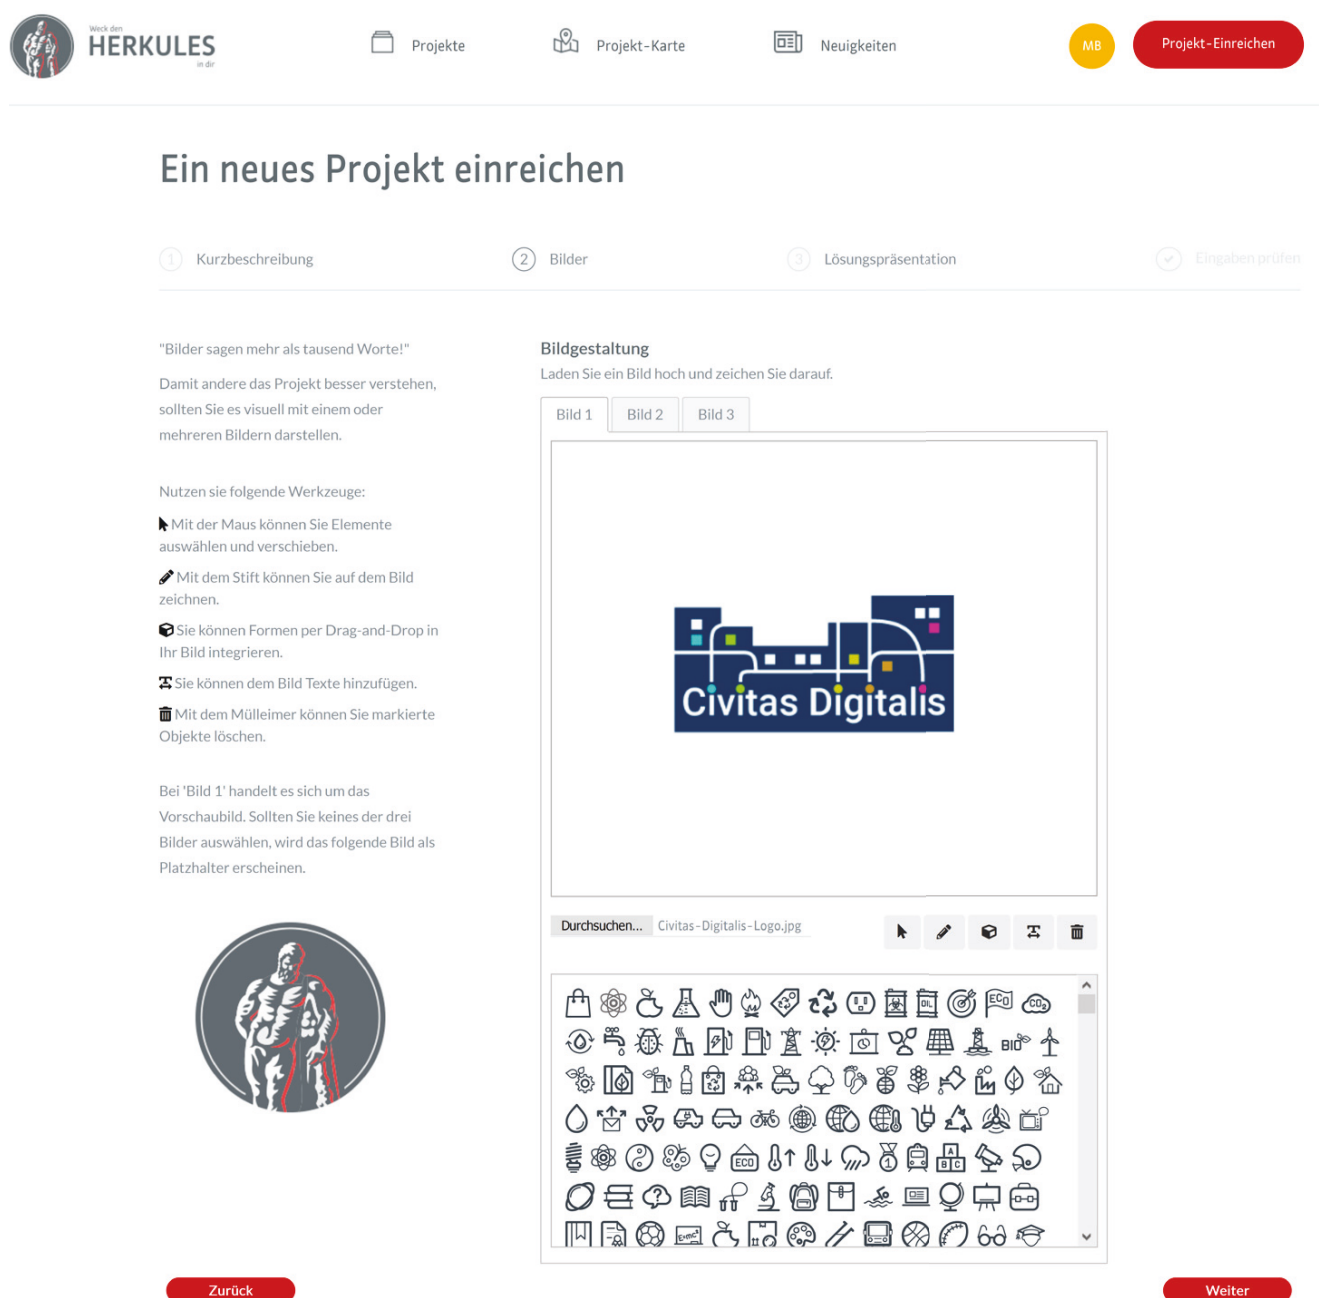 Weck den
HERKULES
in dir
Projekte
Projekt-Karte
Neuigkeiten
MB
Projekt-Einreichen
Ein neues Projekt einreichen
1 Kurzbeschreibung
2 Bilder
3 Lösungspräsentation
Eingaben prüfen
"Bilder sagen mehr als tausend Worte!"
Damit andere das Projekt besser verstehen,
sollten Sie es visuell mit einem oder
mehreren Bildern darstellen.
Nutzen sie folgende Werkzeuge:
Mit der Maus können Sie Elemente
auswählen und verschieben.
Mit dem Stift können Sie auf dem Bild
zeichnen.
Sie können Formen per Drag-and-Drop in
Ihr Bild integrieren.
Sie können dem Bild Texte hinzufügen.
Mit dem Mülleimer können Sie markierte
Objekte löschen.
Bei 'Bild 1' handelt es sich um das
Vorschaubild. Sollten Sie keines der drei
Bilder auswählen, wird das folgende Bild als
Platzhalter erscheinen.
Bildgestaltung
Laden Sie ein Bild hoch und zeichen Sie darauf.
Bild 1
Bild 2
Bild 3
Civitas Digitalis
Durchsuchen... Civitas-Digitalis-Logo.jpg
OIL
ECO
CO2
BIO
ECO
1
A
B C
E=mc²
Zurück
Weiter